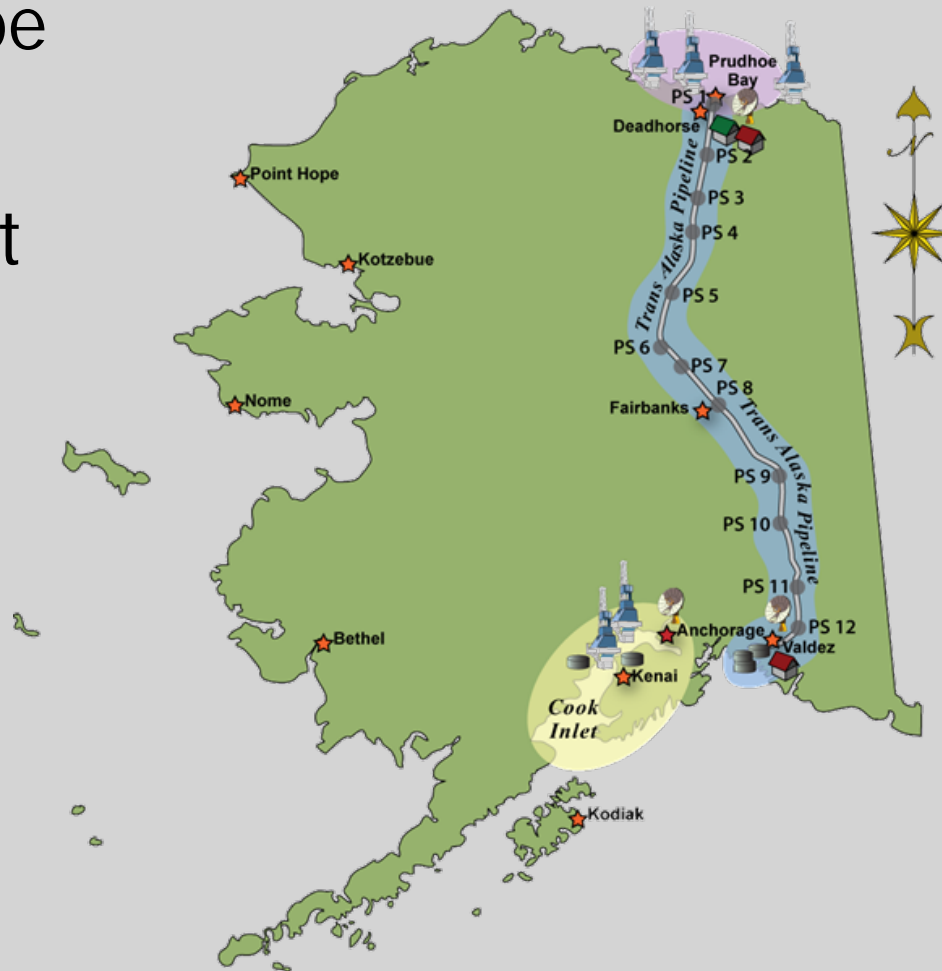 pe
t
Prudhoe
Bay
PS 1
Deadhorse
PS 2
Point Hope
PS 3
Trans Alaska Pipeline
PS 4
Kotzebue
PS 5
PS 6
PS 7
PS 8
Nome
Fairbanks
Trans Alaska Pipeline
PS 9
PS 10
PS 11
PS 12
Anchorage
Valdez
Bethel
Kenai
Cook
Inlet
Kodiak
N